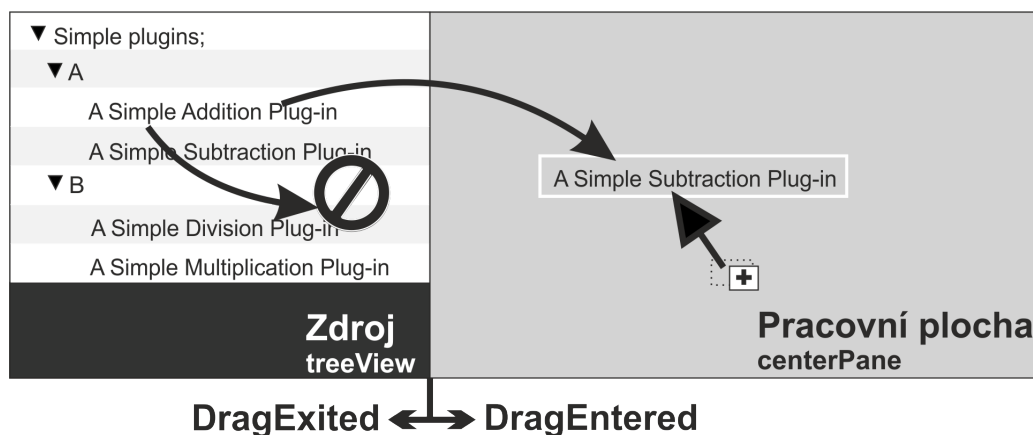 Simple plugins;
A
A Simple Addition Plug-in
A Simple Subtraction Plug-in
B
A Simple Division Plug-in
A Simple Multiplication Plug-in
Zdroj
treeView
A Simple Subtraction Plug-in
Pracovní plocha
centerPane
DragExited DragEntered